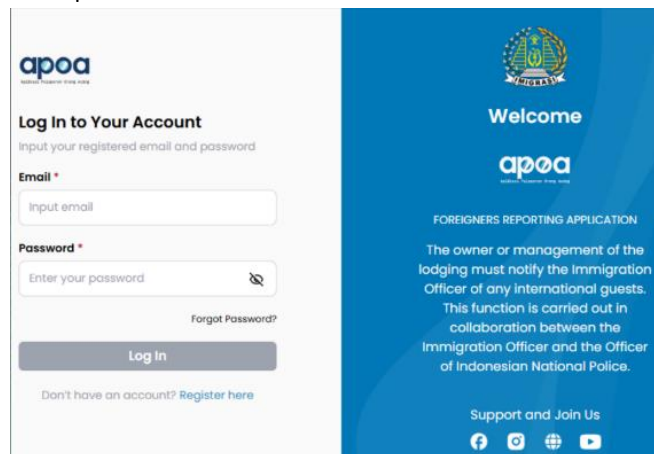 apoa
Log In to Your Account
Input your registered email and password
Email *
Input email
Password *
Enter your password
Forgot Password?
Log In
Don't have an account? Register here
IMIGRASI
Welcome
apoa
FOREIGNERS REPORTING APPLICATION
The owner or management of the
lodging must notify the Immigration
Officer of any international guests.
This function is carried out in
collaboration between the
Immigration Officer and the Officer
of Indonesian National Police.
Support and Join Us